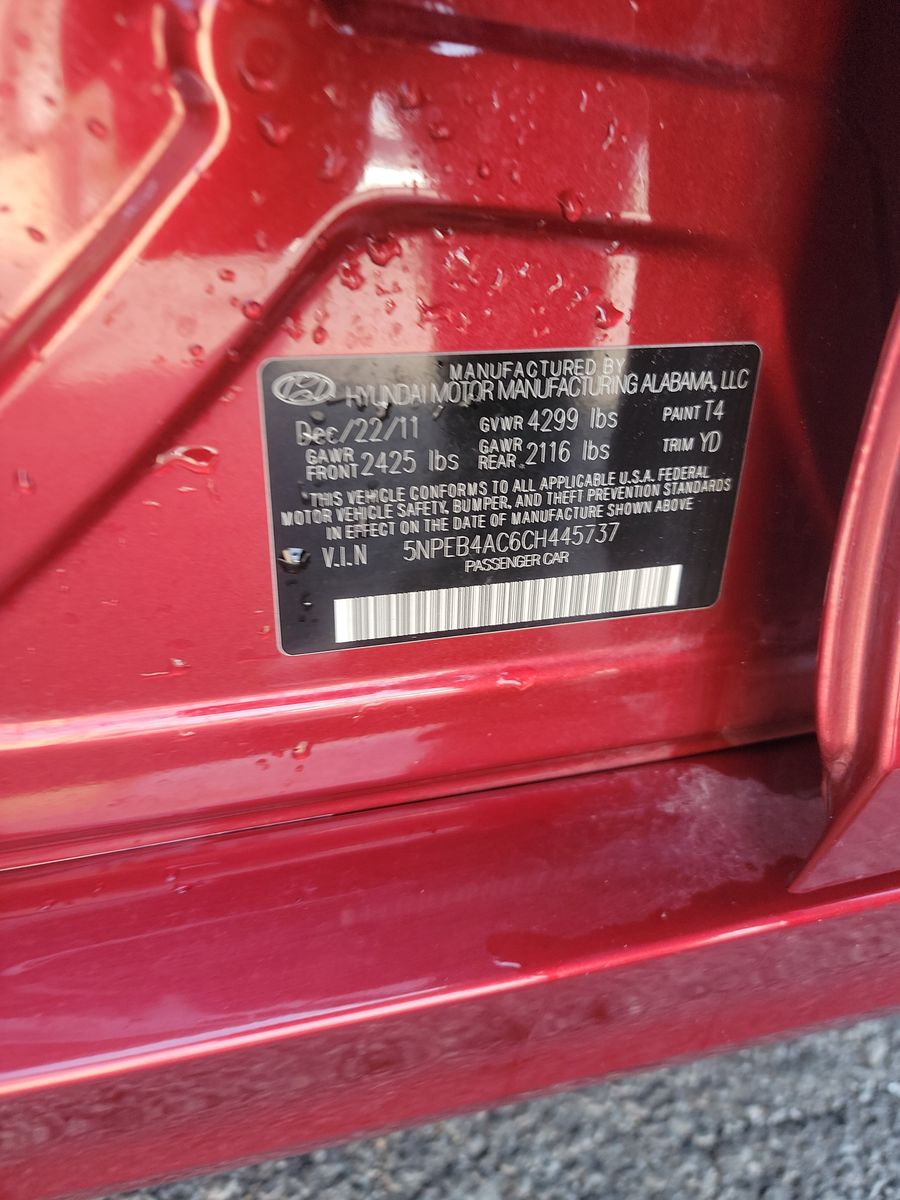 MANUFACTURED BY
HYUNDAI MOTOR MANUFACTURING ALABAMA, LLC
Dec/22/11 GVWR 4299 lbs PAINT T4
GAWR FRONT 2425 lbs GAWR REAR 2116 lbs TRIM YD
THIS VEHICLE CONFORMS TO ALL APPLICABLE U.S.A. FEDERAL
MOTOR VEHICLE SAFETY, BUMPER, AND THEFT PREVENTION STANDARDS
IN EFFECT ON THE DATE OF MANUFACTURE SHOWN ABOVE
V.I.N 5NPEB4AC6CH445737
PASSENGER CAR